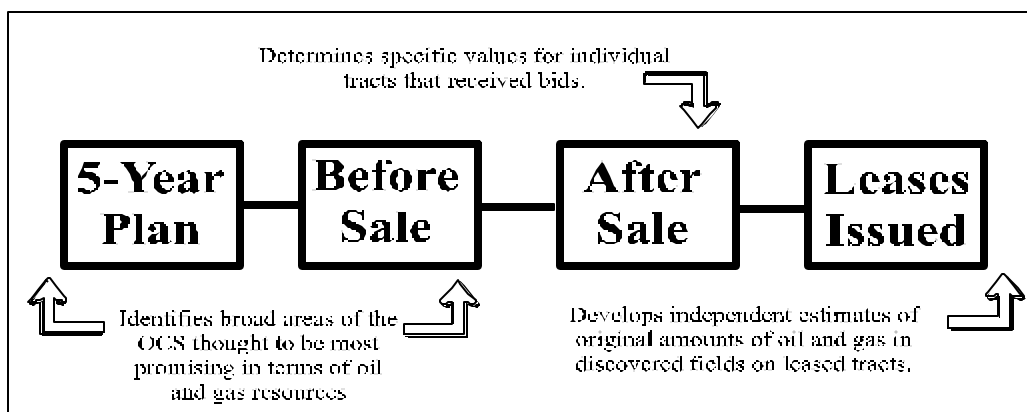 Determines specific values for individual
tracts that received bids.
5-Year
Plan
Before
Sale
After
Sale
Leases
Issued
Identifies broad areas of the
OCS thought to be most
promising in terms of oil
and gas resources
Develops independent estimates of
original amounts of oil and gas in
discovered fields on leased tracts.